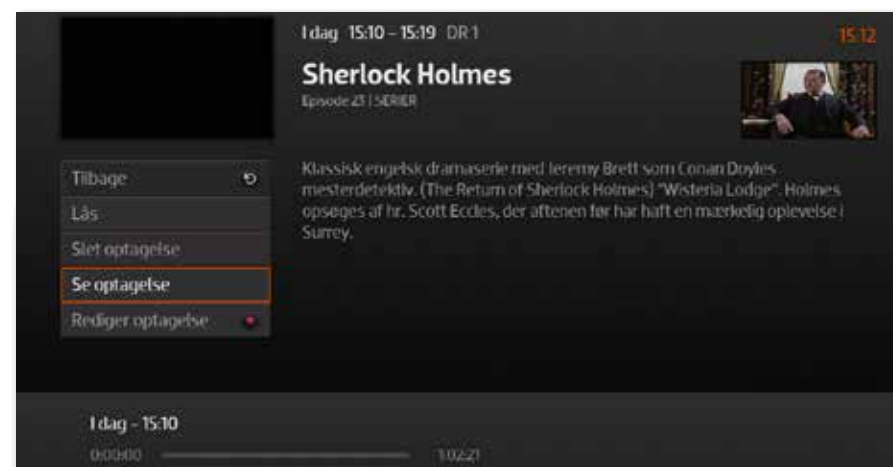 I dag 15:10 – 15:19 DR 1
15:12
Sherlock Holmes
Episode 23 | SERIER
Klassisk engelsk dramaserie med Jeremy Brett som Conan Doyles
mesterdetektiv. (The Return of Sherlock Holmes) "Wisteria Lodge". Holmes
opsøges af hr. Scott Eccles, der aftenen før har haft en mærkelig oplevelse i
Surrey.
Tilbage
Lås
Slet optagelse
Se optagelse
Rediger optagelse
I dag – 15:10
0:00:00
1:02:21